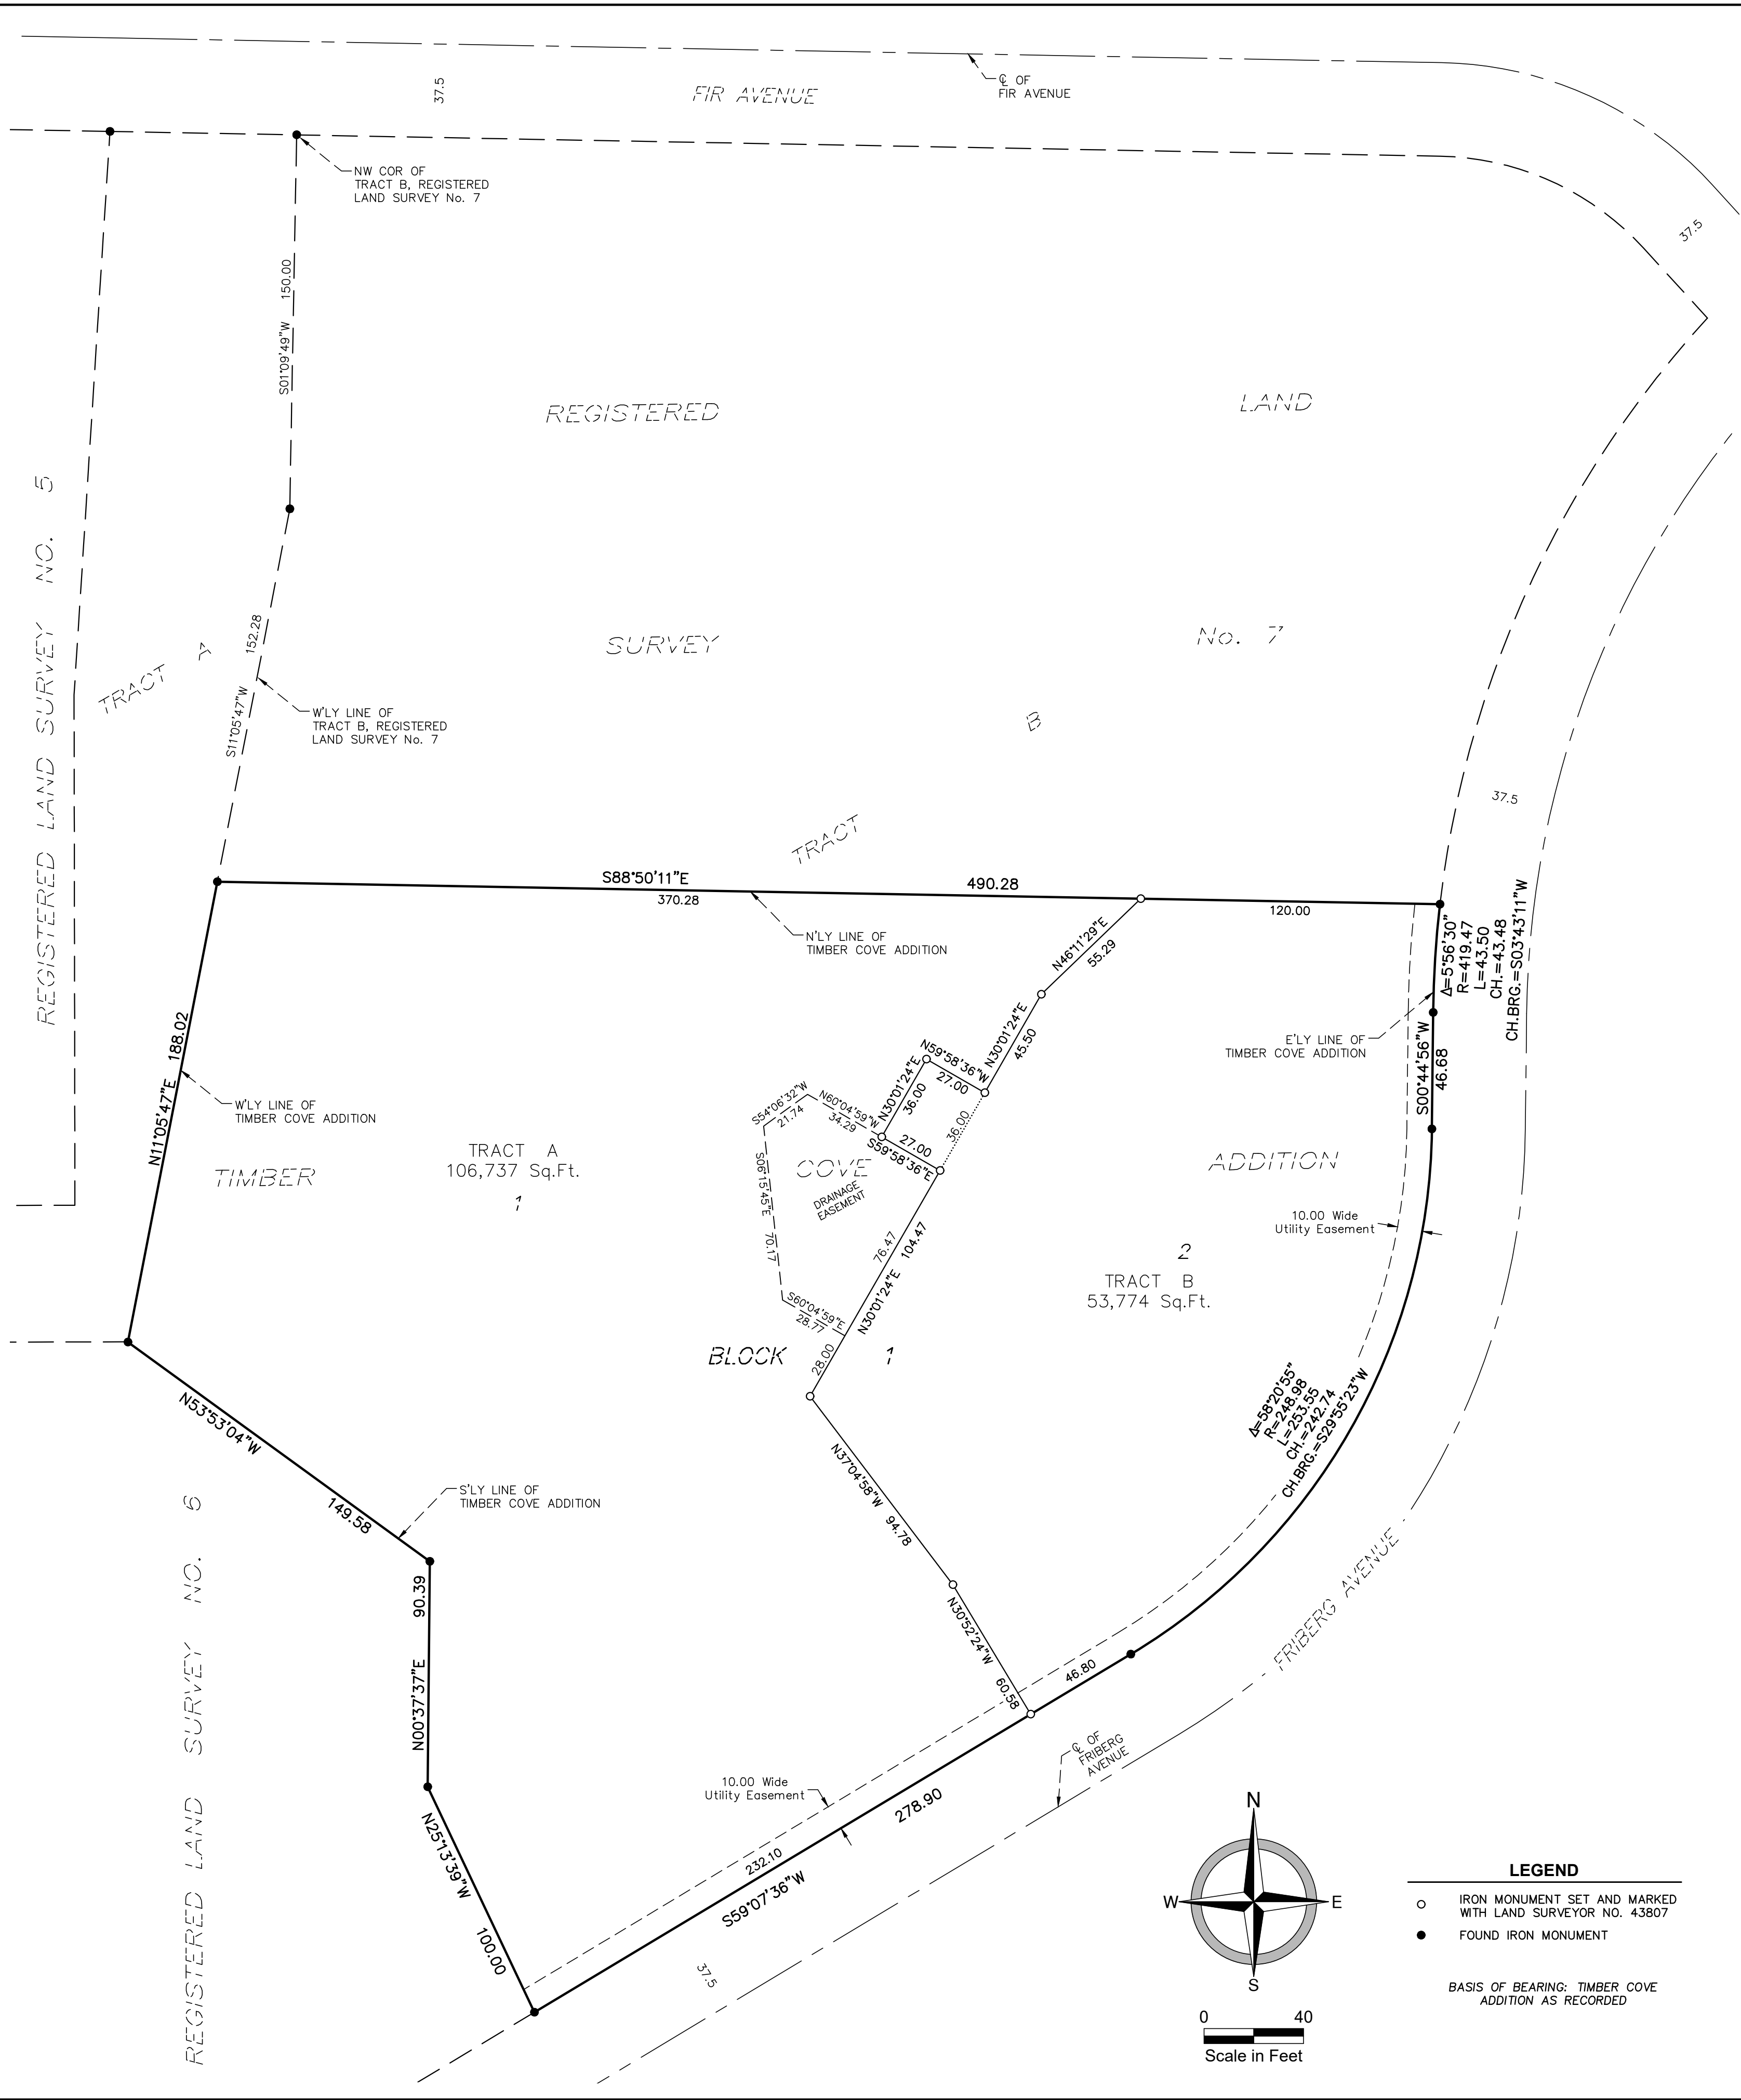 ℄ OF
FIR AVENUE
37.5
FIR AVENUE
NW COR OF
TRACT B, REGISTERED
LAND SURVEY No. 7
37.5
S01°09'49"W 150.00
REGISTERED LAND
SURVEY No. 7
REGISTERED LAND SURVEY NO. 5
TRACT A
152.28
S11°05'47"W
W'LY LINE OF
TRACT B, REGISTERED
LAND SURVEY No. 7
TRACT B
37.5
S88°50'11"E 490.28
370.28
120.00
N'LY LINE OF
TIMBER COVE ADDITION
N46°11'29"E
55.29
Δ=5°56'30"
R=419.47
L=43.50
CH.=43.48
CH.BRG.=S03°43'11"W
N11°05'47"E 188.02
W'LY LINE OF
TIMBER COVE ADDITION
N30°01'24"E
45.50
N59°58'36"W
27.00
N30°01'24"E
36.00
36.00
27.00
S59°58'36"E
E'LY LINE OF
TIMBER COVE ADDITION
S00°44'56"W
46.68
S54°06'32"W
21.74
N60°04'59"W
34.29
S06°15'45"E 70.17
S60°04'59"E
28.77
TRACT A
106,737 Sq.Ft.
1
TIMBER COVE ADDITION
DRAINAGE
EASEMENT
76.47
N30°01'24"E 104.47
28.00
10.00 Wide
Utility Easement
2
TRACT B
53,774 Sq.Ft.
BLOCK 1
N53°53'04"W
149.58
S'LY LINE OF
TIMBER COVE ADDITION
N37°04'58"W 94.78
Δ=58°20'55"
R=248.98
L=253.55
CH.=242.74
CH.BRG.=S29°55'23"W
REGISTERED LAND SURVEY NO. 6
N00°37'37"E 90.39
N30°52'24"W 60.58
46.80
FRIBERG AVENUE
℄ OF
FRIBERG
AVENUE
10.00 Wide
Utility Easement
N25°13'39"W 100.00
278.90
232.10
S59°07'36"W
37.5
N
W E
S
0 40
Scale in Feet
LEGEND
IRON MONUMENT SET AND MARKED
WITH LAND SURVEYOR NO. 43807
FOUND IRON MONUMENT
BASIS OF BEARING: TIMBER COVE
ADDITION AS RECORDED